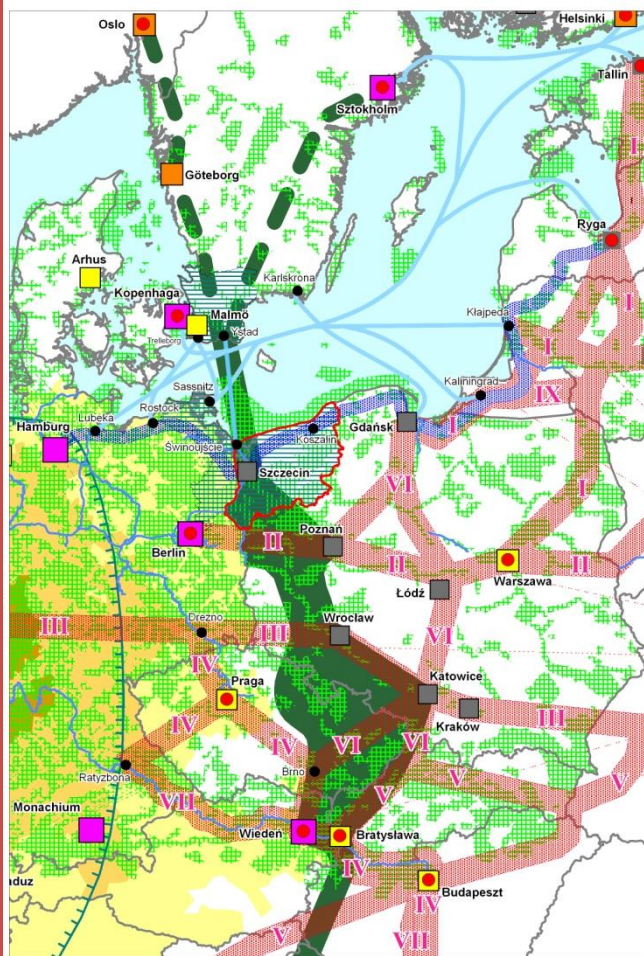 Oslo
Helsinki
Tallin
Sztokholm
I
Göteborg
Ryga
Arhus
Karlskrona
Kopenhaga
Malmö
I
Kłajpeda
Trelleborg
Ystad
I
Sassnitz
Kaliningrad
IX
Rostock
Lubeka
Gdańsk
I
Hamburg
Koszalin
Świnoujście
Szczecin
VI
I
Poznań
Berlin
II
II
Warszawa
II
Łódź
III
Drezno
III
Wrocław
VI
IV
Praga
Katowice
Kraków
III
IV
IV
VI
VI
Ratyzbona
Brno
V
V
VII
V
Monachium
Wieden
Bratysława
IV
aduz
Budapeszt
IV
V
VII